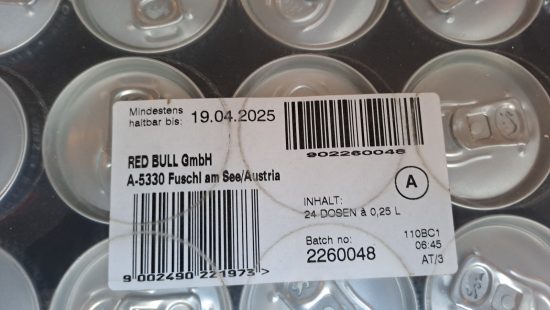 Mindestens
haltbar bis: 19.04.2025
902260048
RED BULL GmbH
A-5330 Fuschl am See/Austria
A
INHALT:
24 DOSEN á 0,25 L
9 002490 221973 >
Batch no:
2260048
110BC1
06:45
AT/3